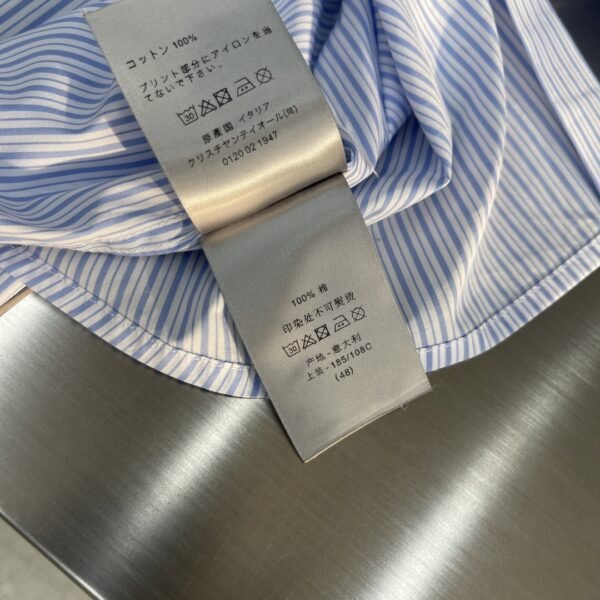 コットン 100%
プリント部分にアイロンを当
てないで下さい。
30
原産国 イタリア
クリスチャンディオール(株)
0120 02 1947
100% 棉
印染处不可熨烫
30
产地-意大利
上装-185/108C
(48)